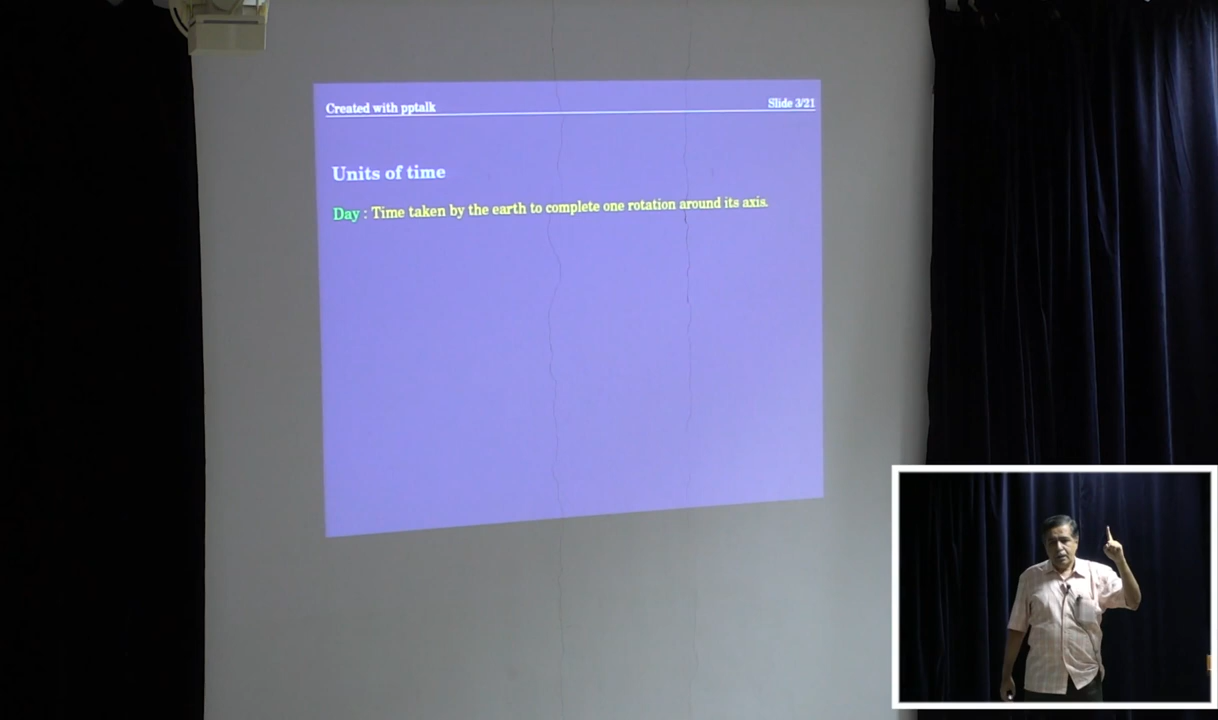 Created with pptalk
Slide 3/21
Units of time
Day : Time taken by the earth to complete one rotation around its axis.